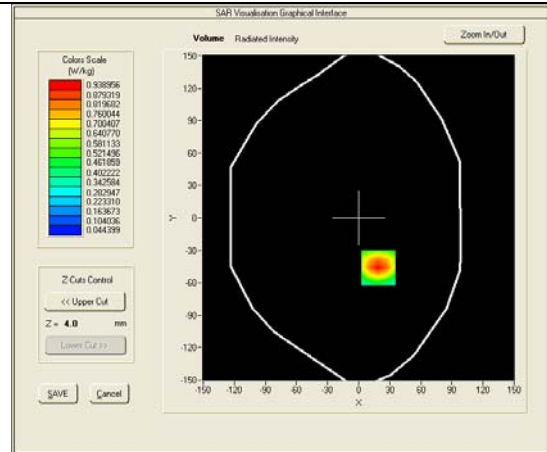 SAR Visualisation Graphical Interface
Volume Radiated Intensity
Zoom In/Out
Colors Scale
(W/kg)
0.938956
0.879319
0.819682
0.760044
0.700407
0.640770
0.581133
0.521496
0.461859
0.402222
0.342584
0.282947
0.223310
0.163673
0.104036
0.044399
Z Cuts Control
<< Upper Cut
Z = 4.0 mm
Lower Cut >>
SAVE
Cancel
150
120
90
60
30
0
-30
-60
-90
-120
-150
Y
-150 -120 -90 -60 -30 0 30 60 90 120 150
X